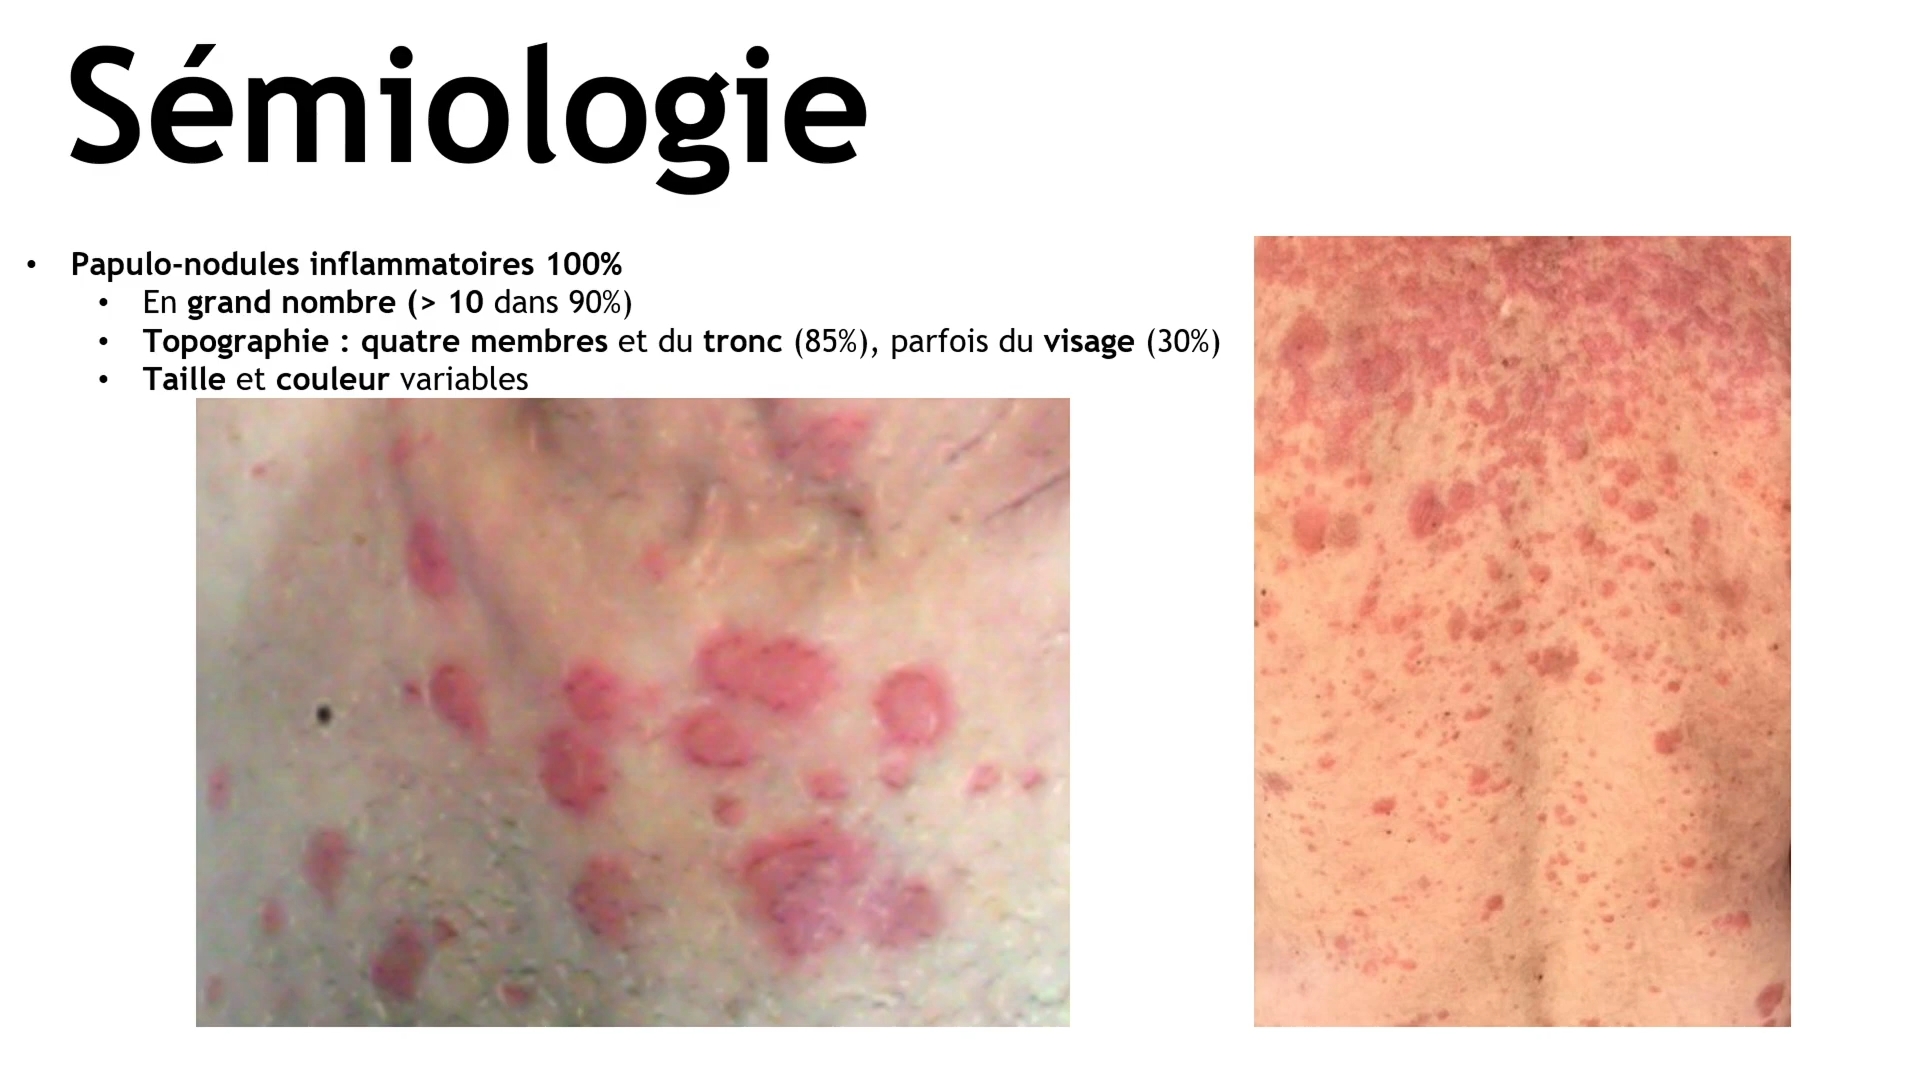 Sémiologie
• Papulo-nodules inflammatoires 100%
• En grand nombre (> 10 dans 90%)
• Topographie : quatre membres et du tronc (85%), parfois du visage (30%)
• Taille et couleur variables